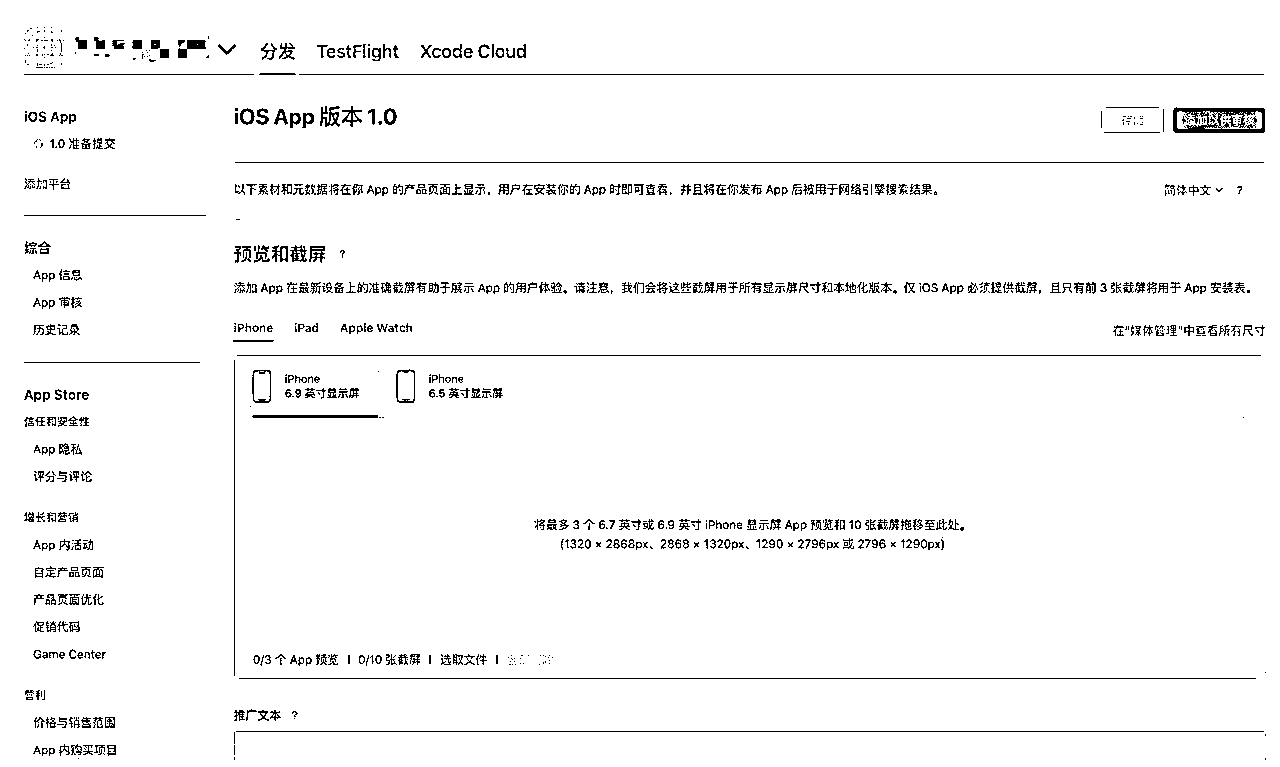 分发 TestFlight Xcode Cloud
iOS App
1.0 准备提交
添加平台
综合
App 信息
App 审核
历史记录
App Store
信任和安全性
App 隐私
评分与评论
增长和营销
App 内活动
自定产品页面
产品页面优化
促销代码
Game Center
营利
价格与销售范围
App 内购买项目
iOS App 版本 1.0
添加以供审核
以下素材和元数据将在你 App 的产品页面上显示，用户在安装你的 App 时即可查看，并且将在你发布 App 后被用于网络引擎搜索结果。
简体中文 ?
预览和截屏 ?
添加 App 在最新设备上的准确截屏有助于展示 App 的用户体验。请注意，我们会将这些截屏用于所有显示屏尺寸和本地化版本。仅 iOS App 必须提供截屏，且只有前 3 张截屏将用于 App 安装表。
iPhone iPad Apple Watch
在“媒体管理”中查看所有尺寸
iPhone
6.9 英寸显示屏
iPhone
6.5 英寸显示屏
将最多 3 个 6.7 英寸或 6.9 英寸 iPhone 显示屏 App 预览和 10 张截屏拖移至此处。
(1320 × 2868px、2868 × 1320px、1290 × 2796px 或 2796 × 1290px)
0/3 个 App 预览 | 0/10 张截屏 | 选取文件 |
推广文本 ?